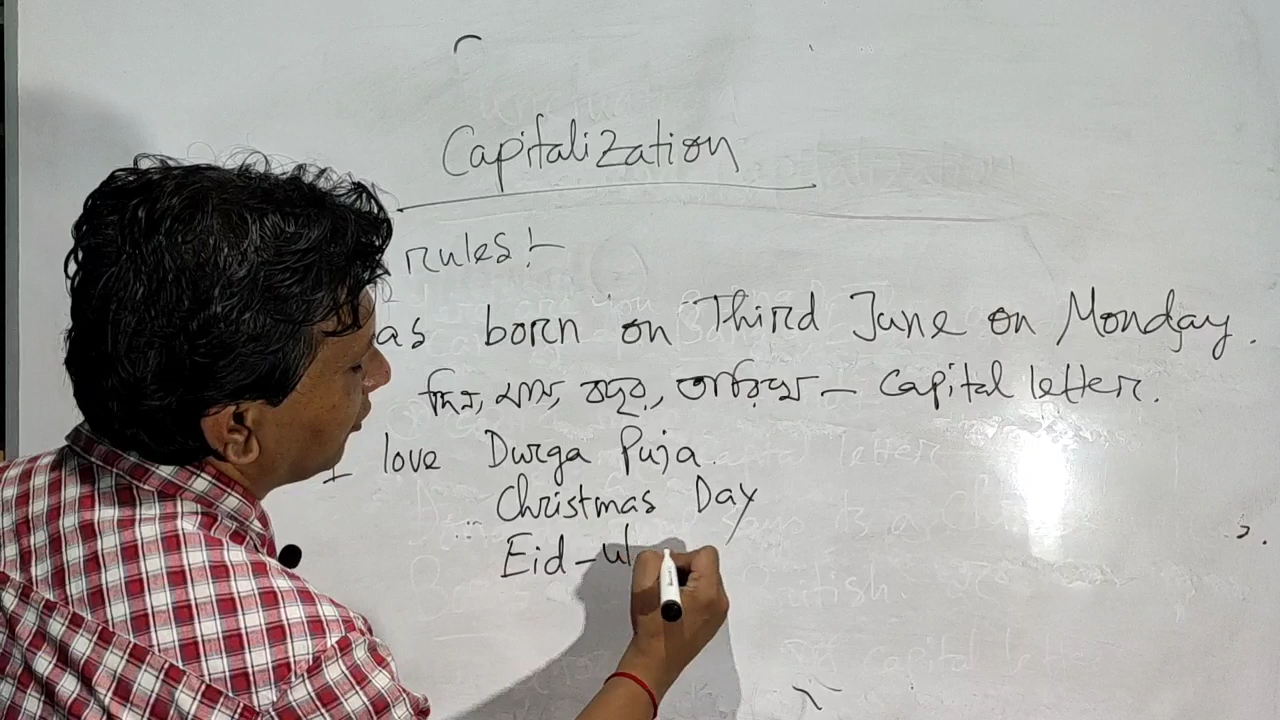 Capitalization
rules:-
as born on Third June on Monday.
দিন, মাস, বছর, তারিখ - Capital letter.
I love Durga Puja.
Christmas Day
Eid-ul